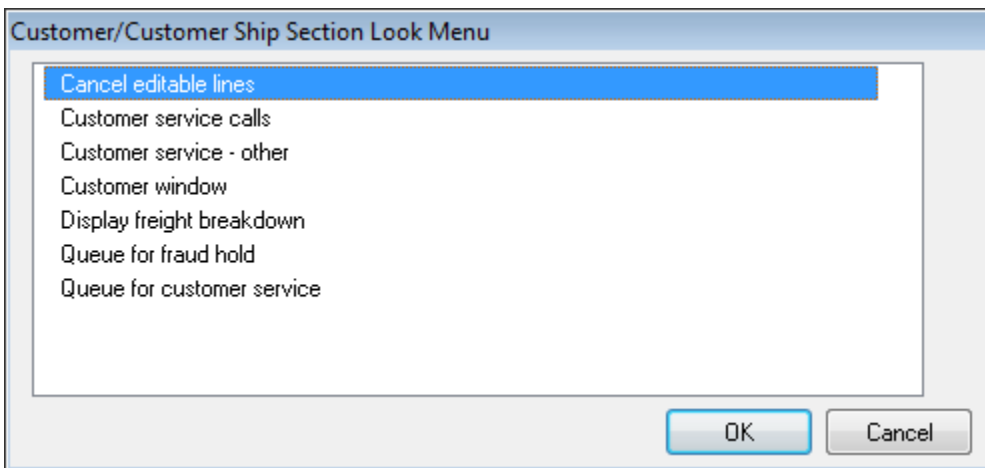 Customer/Customer Ship Section Look Menu
Cancel editable lines
Customer service calls
Customer service - other
Customer window
Display freight breakdown
Queue for fraud hold
Queue for customer service
OK Cancel